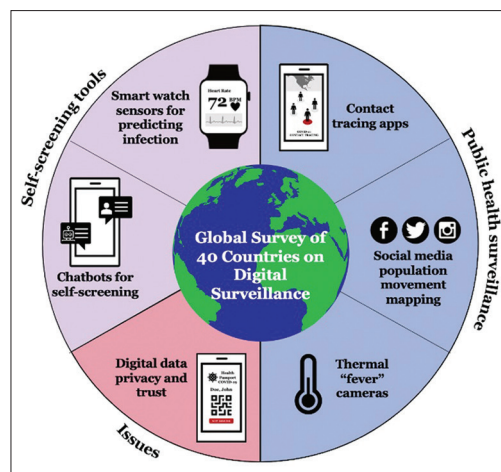 Self-screening tools
Smart watch
sensors for
predicting
infection
Heart Rate
72 BPM
Contact
tracing apps
Public health surveillance
Chatbots for
self-screening
Global Survey of
40 Countries on
Digital
Surveillance
Social media
population
movement
mapping
Digital data
privacy and
trust
Health
Passport
COVID-19
Doe, John
Thermal
"fever"
cameras
Issues